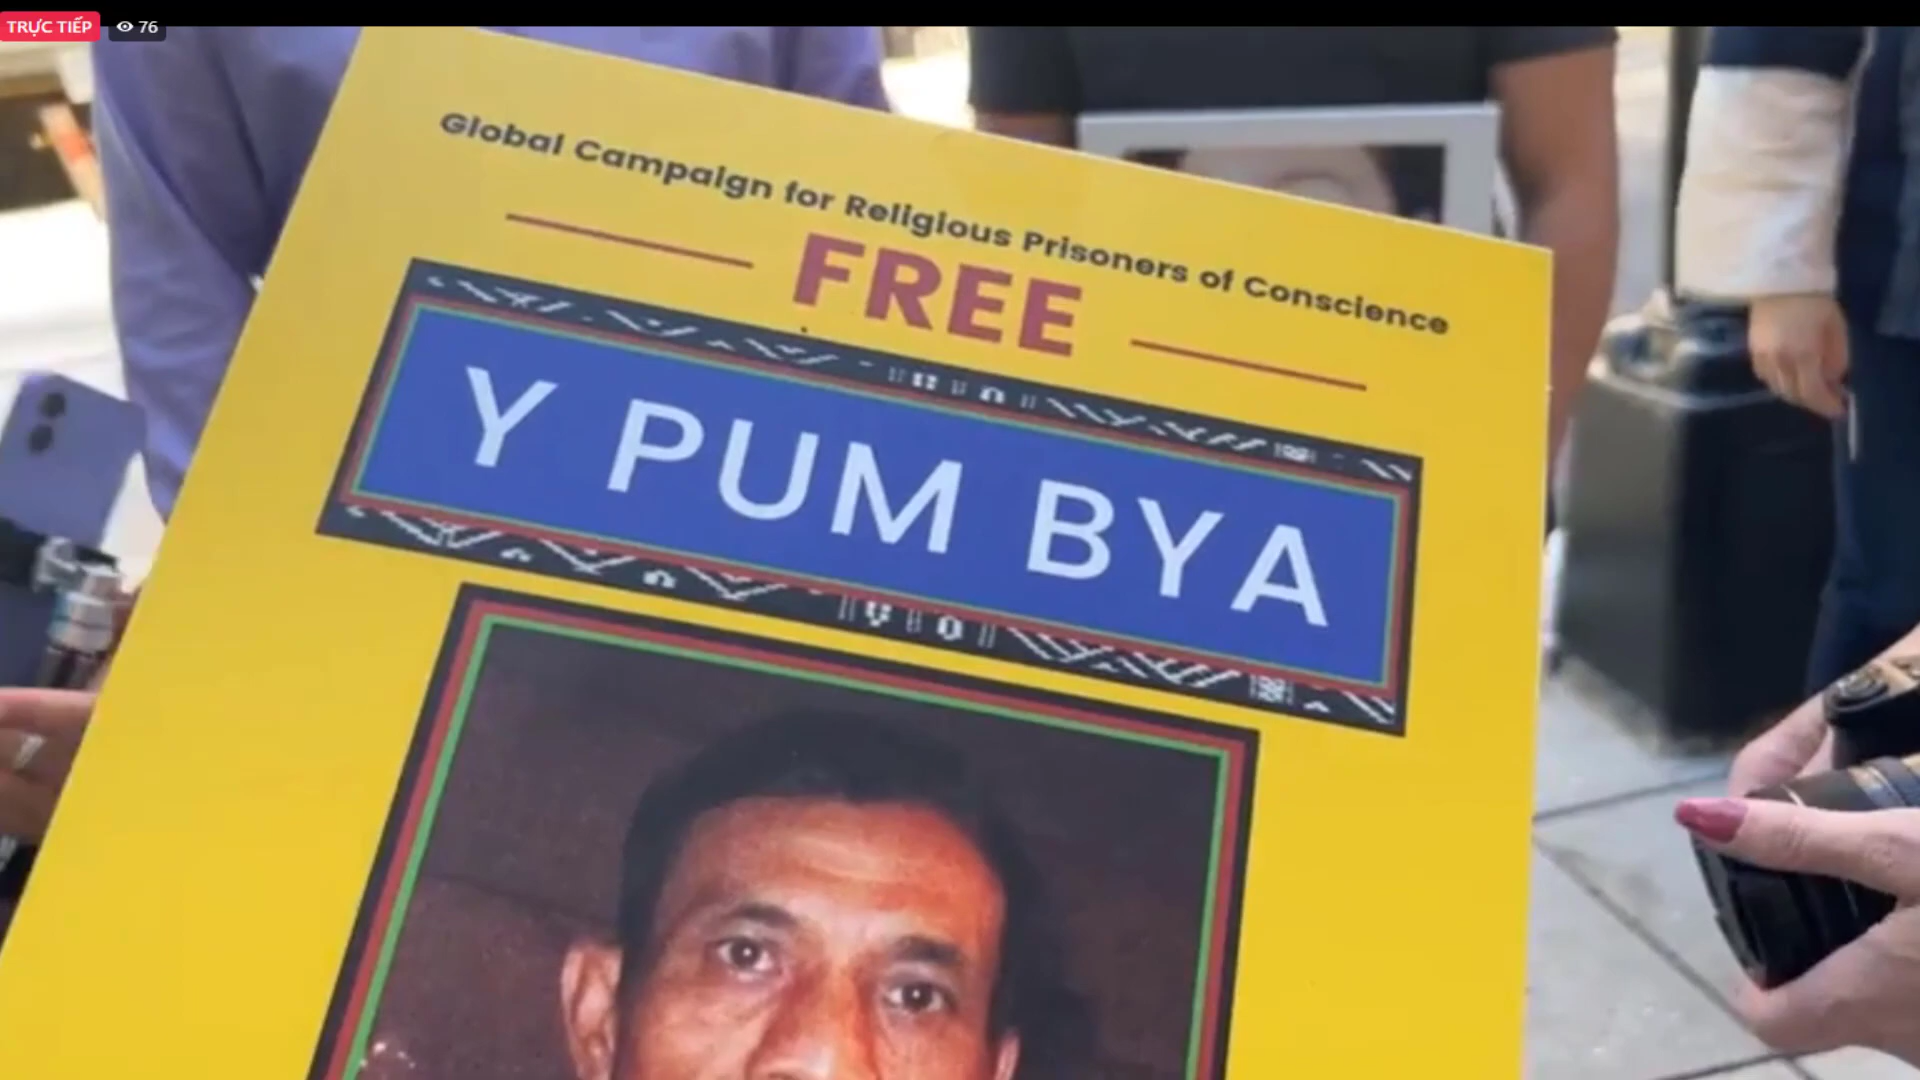 TRỰC TIẾP 76
Global Campaign for Religious Prisoners of Conscience
FREE
Y PUM BYA